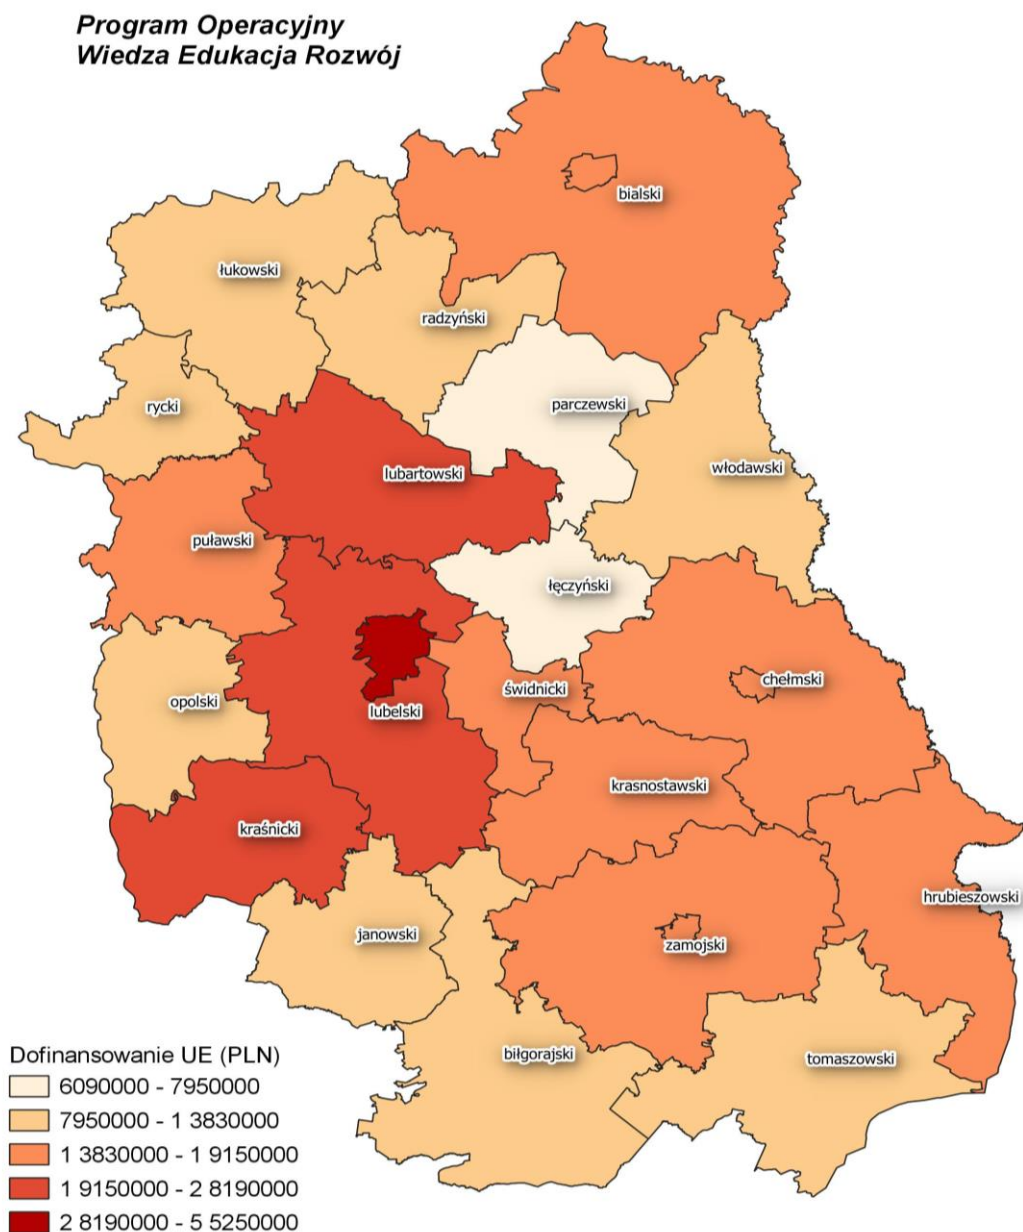 Program Operacyjny
Wiedza Edukacja Rozwój
bialski
łukowski
radzyński
parczewski
rycki
lubartowski
włodawski
puławski
łęczyński
chełmski
świdnicki
opolski
lubelski
krasnostawski
kraśnicki
hrubieszowski
janowski
zamojski
biłgorajski
tomaszowski
Dofinansowanie UE (PLN)
6090000 - 7950000
7950000 - 1 3830000
1 3830000 - 1 9150000
1 9150000 - 2 8190000
2 8190000 - 5 5250000